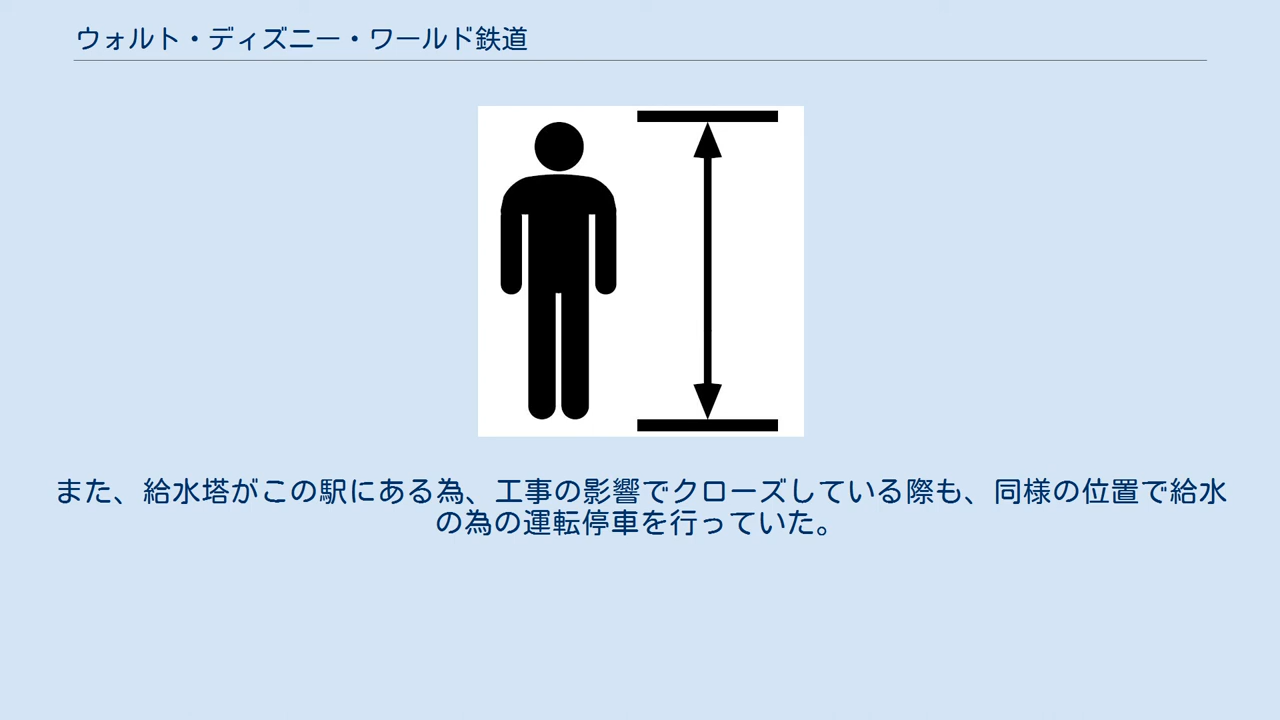 ウォルト・ディズニー・ワールド鉄道
また、給水塔がこの駅にある為、工事の影響でクローズしている際も、同様の位置で給水
の為の運転停車を行っていた。